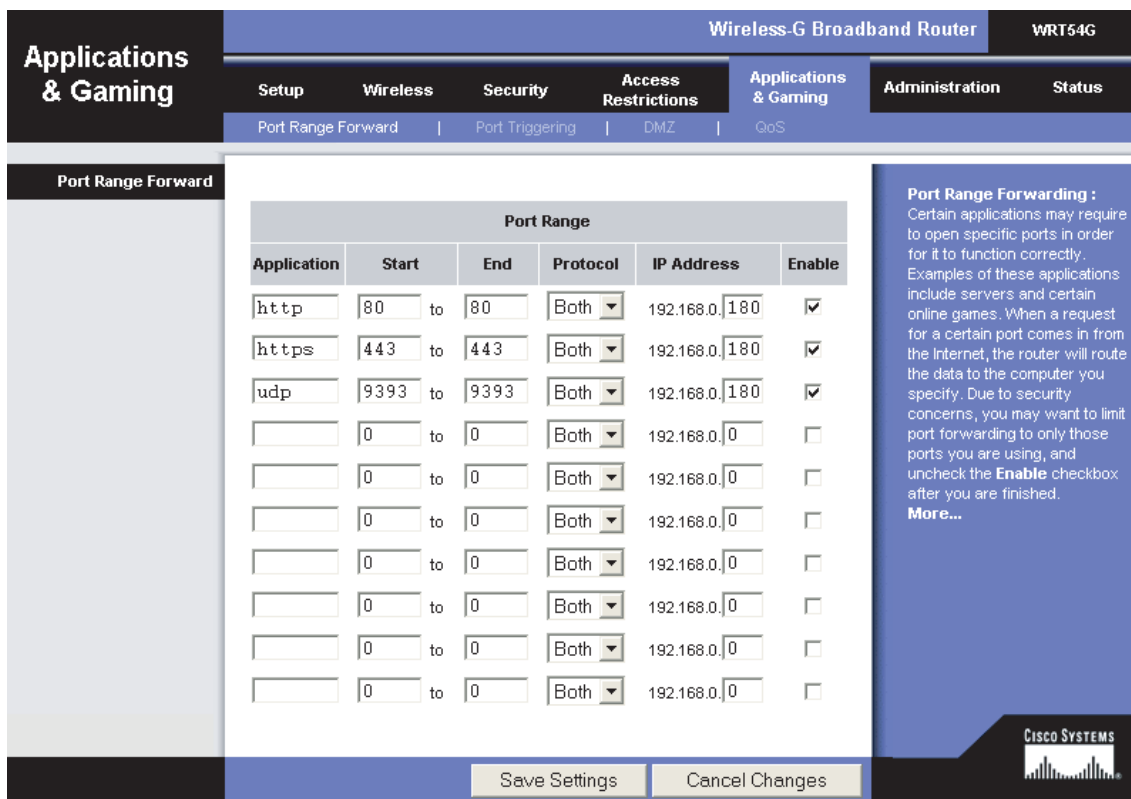 Wireless-G Broadband Router WRT54G
Applications
& Gaming
Setup Wireless Security Access Restrictions Applications & Gaming Administration Status
Port Range Forward | Port Triggering | DMZ | QoS
Port Range Forward
Port Range
Application Start End Protocol IP Address Enable
http 80 to 80 Both 192.168.0.180
https 443 to 443 Both 192.168.0.180
udp 9393 to 9393 Both 192.168.0.180
0 to 0 Both 192.168.0.0
0 to 0 Both 192.168.0.0
0 to 0 Both 192.168.0.0
0 to 0 Both 192.168.0.0
0 to 0 Both 192.168.0.0
0 to 0 Both 192.168.0.0
0 to 0 Both 192.168.0.0
Port Range Forwarding :
Certain applications may require
to open specific ports in order
for it to function correctly.
Examples of these applications
include servers and certain
online games. When a request
for a certain port comes in from
the Internet, the router will route
the data to the computer you
specify. Due to security
concerns, you may want to limit
port forwarding to only those
ports you are using, and
uncheck the Enable checkbox
after you are finished.
More...
Save Settings Cancel Changes
CISCO SYSTEMS